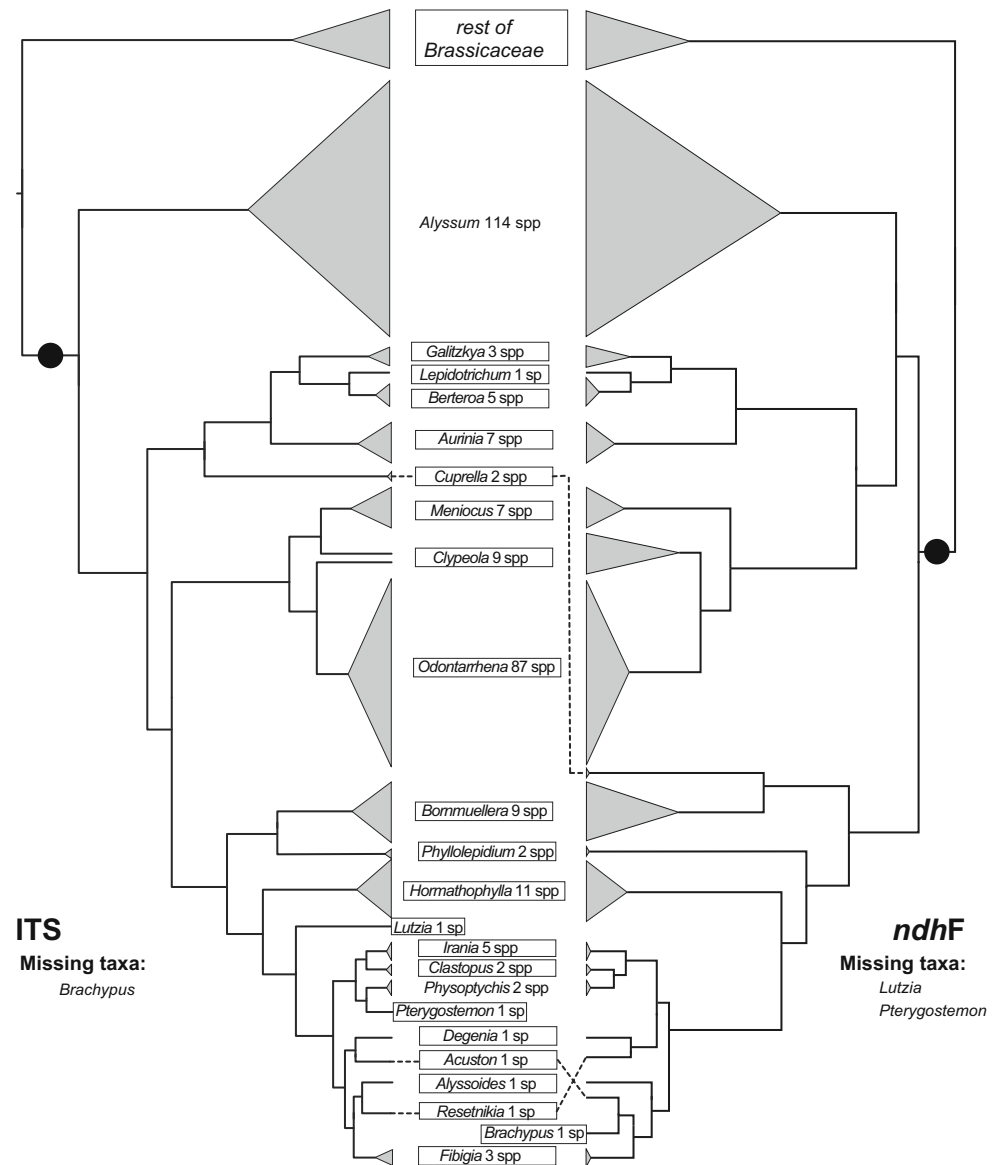 rest of
Brassicaceae
Alyssum 114 spp
Galitzkya 3 spp
Lepidotrichum 1 sp
Berteroa 5 spp
Aurinia 7 spp
Cuprella 2 spp
Meniocus 7 spp
Clypeola 9 spp
Odontarrhena 87 spp
Bornmuellera 9 spp
Phyllolepidium 2 spp
Hormathophylla 11 spp
Lutzia 1 sp
Irania 5 spp
Clastopus 2 spp
Physoptychis 2 spp
Pterygostemon 1 sp
Degenia 1 sp
Acuston 1 sp
Alyssoides 1 sp
Resetnikia 1 sp
Brachypus 1 sp
Fibigia 3 spp
ITS
Missing taxa:
Brachypus
ndhF
Missing taxa:
Lutzia
Pterygostemon